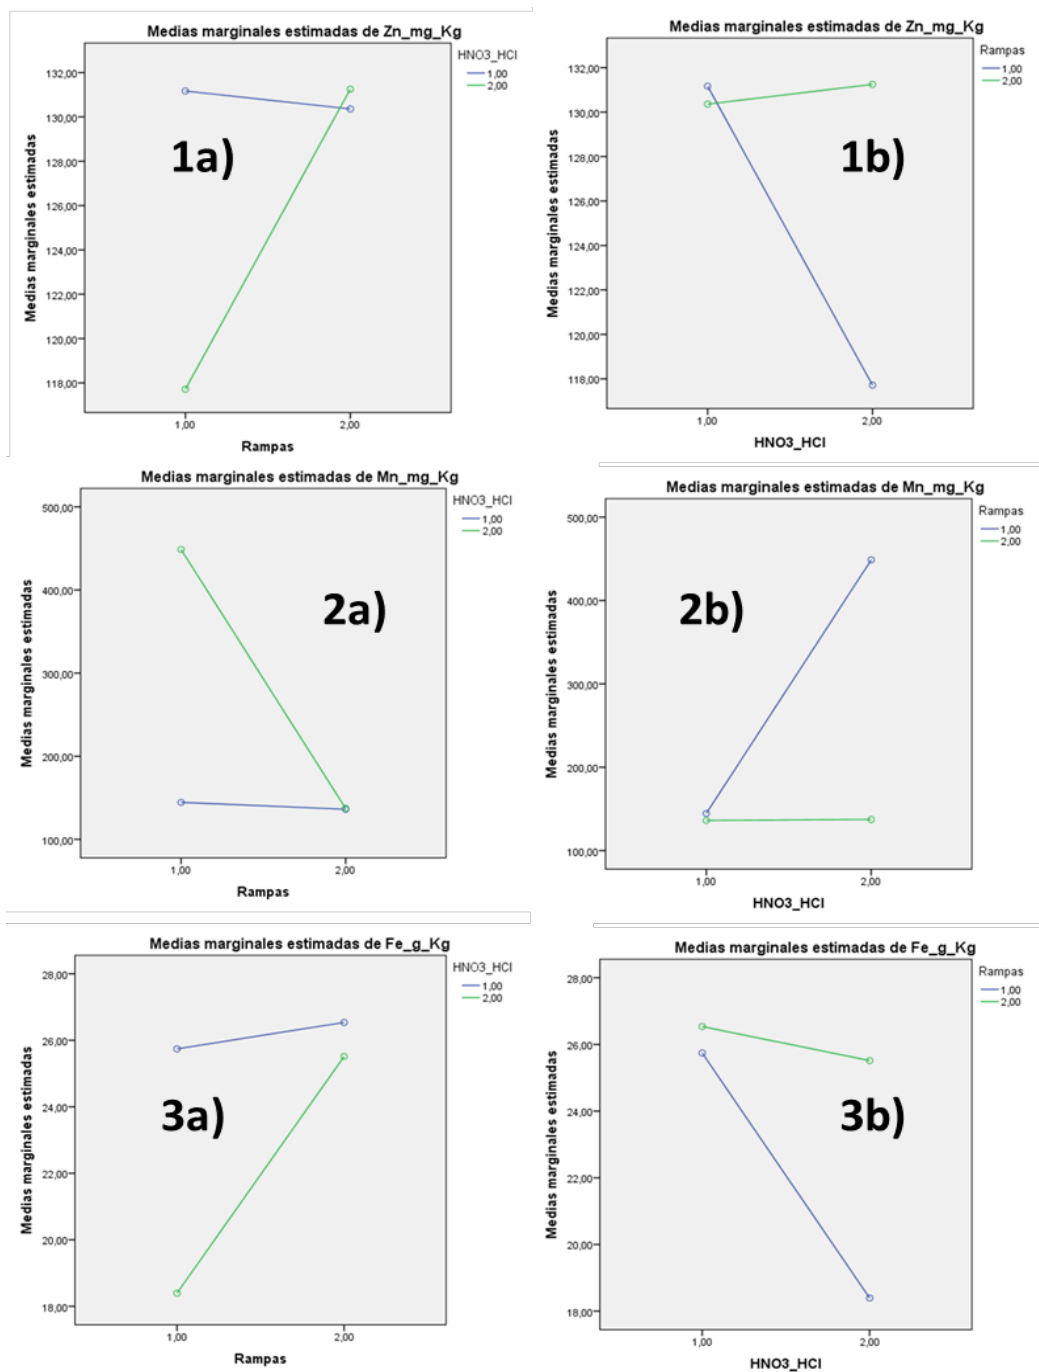 Medias marginales estimadas de Zn_mg_Kg
HNO3_HCl
1,00
2,00
132,00
130,00
128,00
126,00
124,00
122,00
120,00
118,00
Medias marginales estimadas
1a)
1,00
2,00
Rampas
Medias marginales estimadas de Zn_mg_Kg
Rampas
1,00
2,00
132,00
130,00
128,00
126,00
124,00
122,00
120,00
118,00
Medias marginales estimadas
1b)
1,00
2,00
HNO3_HCl
Medias marginales estimadas de Mn_mg_Kg
HNO3_HCl
1,00
2,00
500,00
400,00
300,00
200,00
100,00
Medias marginales estimadas
2a)
1,00
2,00
Rampas
Medias marginales estimadas de Mn_mg_Kg
Rampas
1,00
2,00
500,00
400,00
300,00
200,00
100,00
Medias marginales estimadas
2b)
1,00
2,00
HNO3_HCl
Medias marginales estimadas de Fe_g_Kg
HNO3_HCl
1,00
2,00
28,00
26,00
24,00
22,00
20,00
18,00
Medias marginales estimadas
3a)
1,00
2,00
Rampas
Medias marginales estimadas de Fe_g_Kg
Rampas
1,00
2,00
28,00
26,00
24,00
22,00
20,00
18,00
Medias marginales estimadas
3b)
1,00
2,00
HNO3_HCl